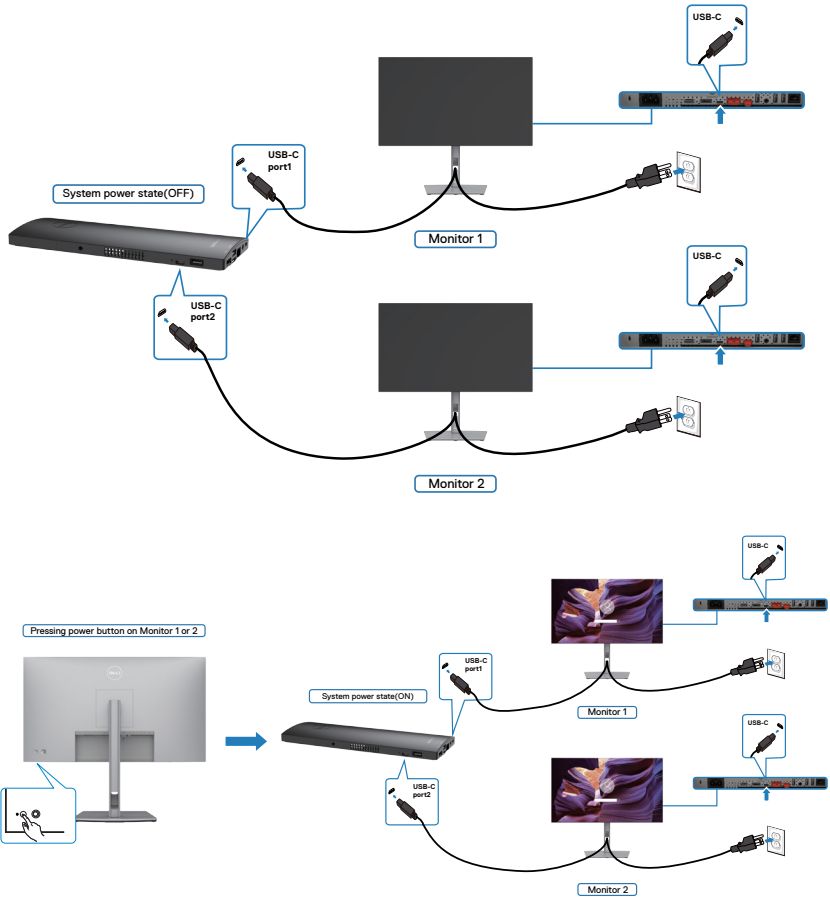 USB-C
USB-C
port1
System power state(OFF)
Monitor 1
USB-C
USB-C
port2
Monitor 2
USB-C
Pressing power button on Monitor 1 or 2
USB-C
port1
System power state(ON)
Monitor 1
USB-C
USB-C
port2
Monitor 2